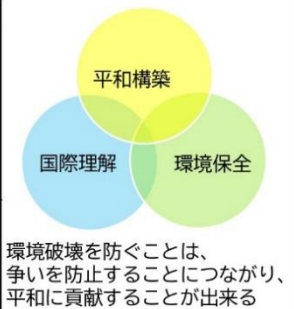 平和構築
国際理解
環境保全
環境破壊を防ぐことは、
争いを防止することにつながり、
平和に貢献することが出来る